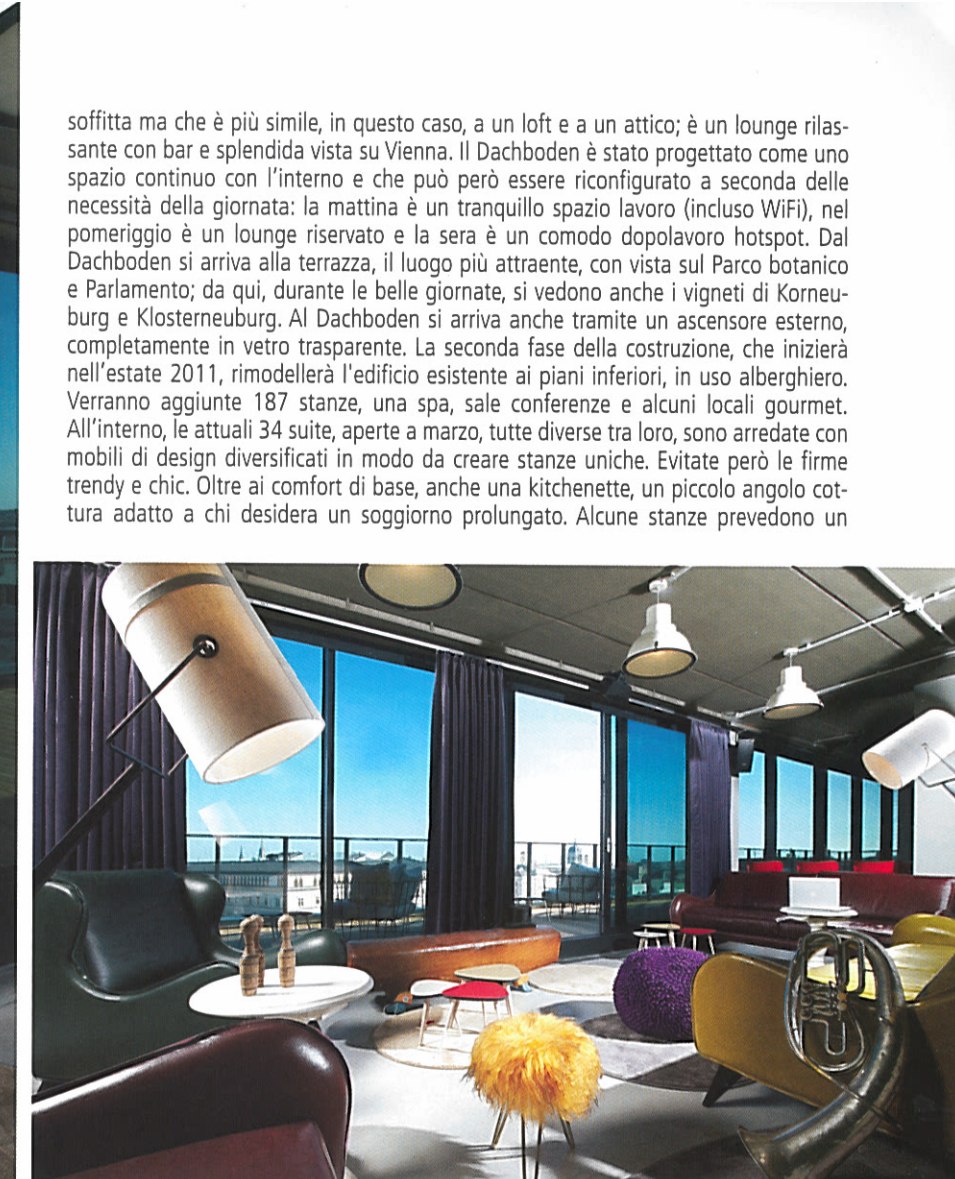 soffitta ma che è più simile, in questo caso, a un loft e a un attico; è un lounge rilas-
sante con bar e splendida vista su Vienna. Il Dachboden è stato progettato come uno
spazio continuo con l'interno e che può però essere riconfigurato a seconda delle
necessità della giornata: la mattina è un tranquillo spazio lavoro (incluso WiFi), nel
pomeriggio è un lounge riservato e la sera è un comodo dopolavoro hotspot. Dal
Dachboden si arriva alla terrazza, il luogo più attraente, con vista sul Parco botanico
e Parlamento; da qui, durante le belle giornate, si vedono anche i vigneti di Korneu-
burg e Klosterneuburg. Al Dachboden si arriva anche tramite un ascensore esterno,
completamente in vetro trasparente. La seconda fase della costruzione, che inizierà
nell'estate 2011, rimodellerà l'edificio esistente ai piani inferiori, in uso alberghiero.
Verranno aggiunte 187 stanze, una spa, sale conferenze e alcuni locali gourmet.
All'interno, le attuali 34 suite, aperte a marzo, tutte diverse tra loro, sono arredate con
mobili di design diversificati in modo da creare stanze uniche. Evitate però le firme
trendy e chic. Oltre ai comfort di base, anche una kitchenette, un piccolo angolo cot-
tura adatto a chi desidera un soggiorno prolungato. Alcune stanze prevedono un